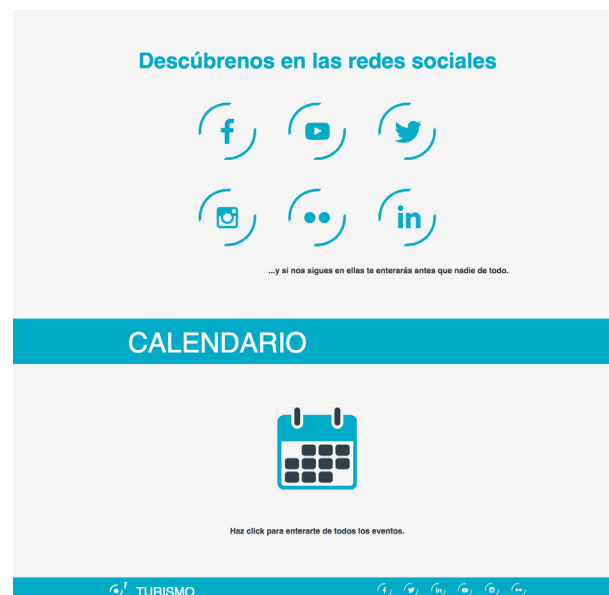 Descúbrenos en las redes sociales
...y si nos sigues en ellas te enterarás antes que nadie de todo.
CALENDARIO
Haz click para enterarte de todos los eventos.
TURISMO